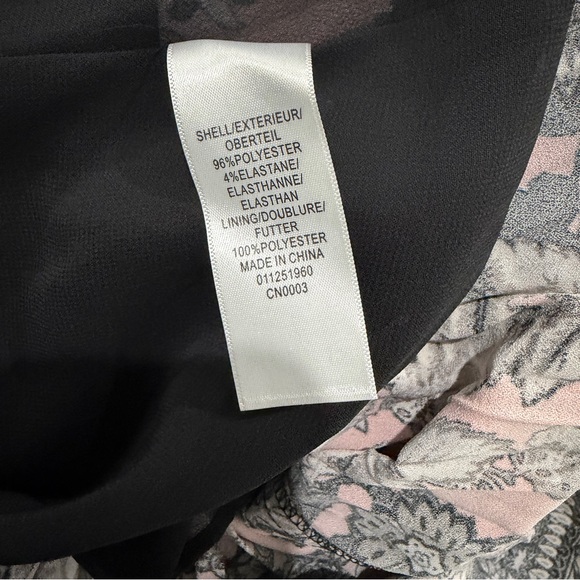 SHELL/EXTERIEUR/
OBERTEIL
96%POLYESTER
4%ELASTANE/
ELASTHANNE/
ELASTHAN
LINING/DOUBLURE/
FUTTER
100%POLYESTER
MADE IN CHINA
011251960
CN0003